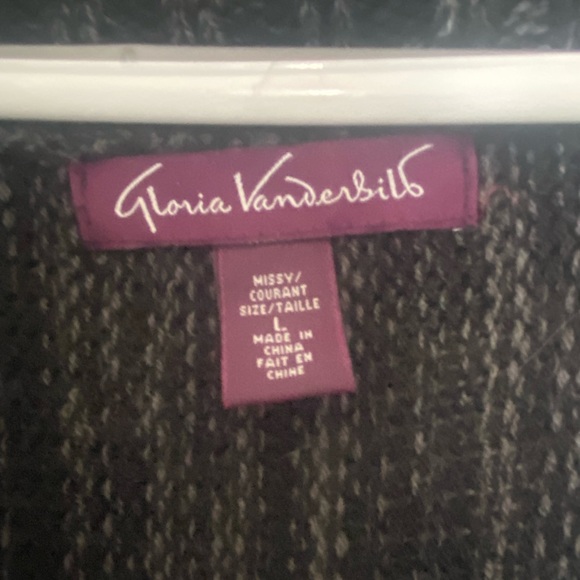 Gloria Vanderbilt
MISSY/
COURANT
SIZE/TAILLE
L
MADE IN
CHINA
FAIT EN
CHINE